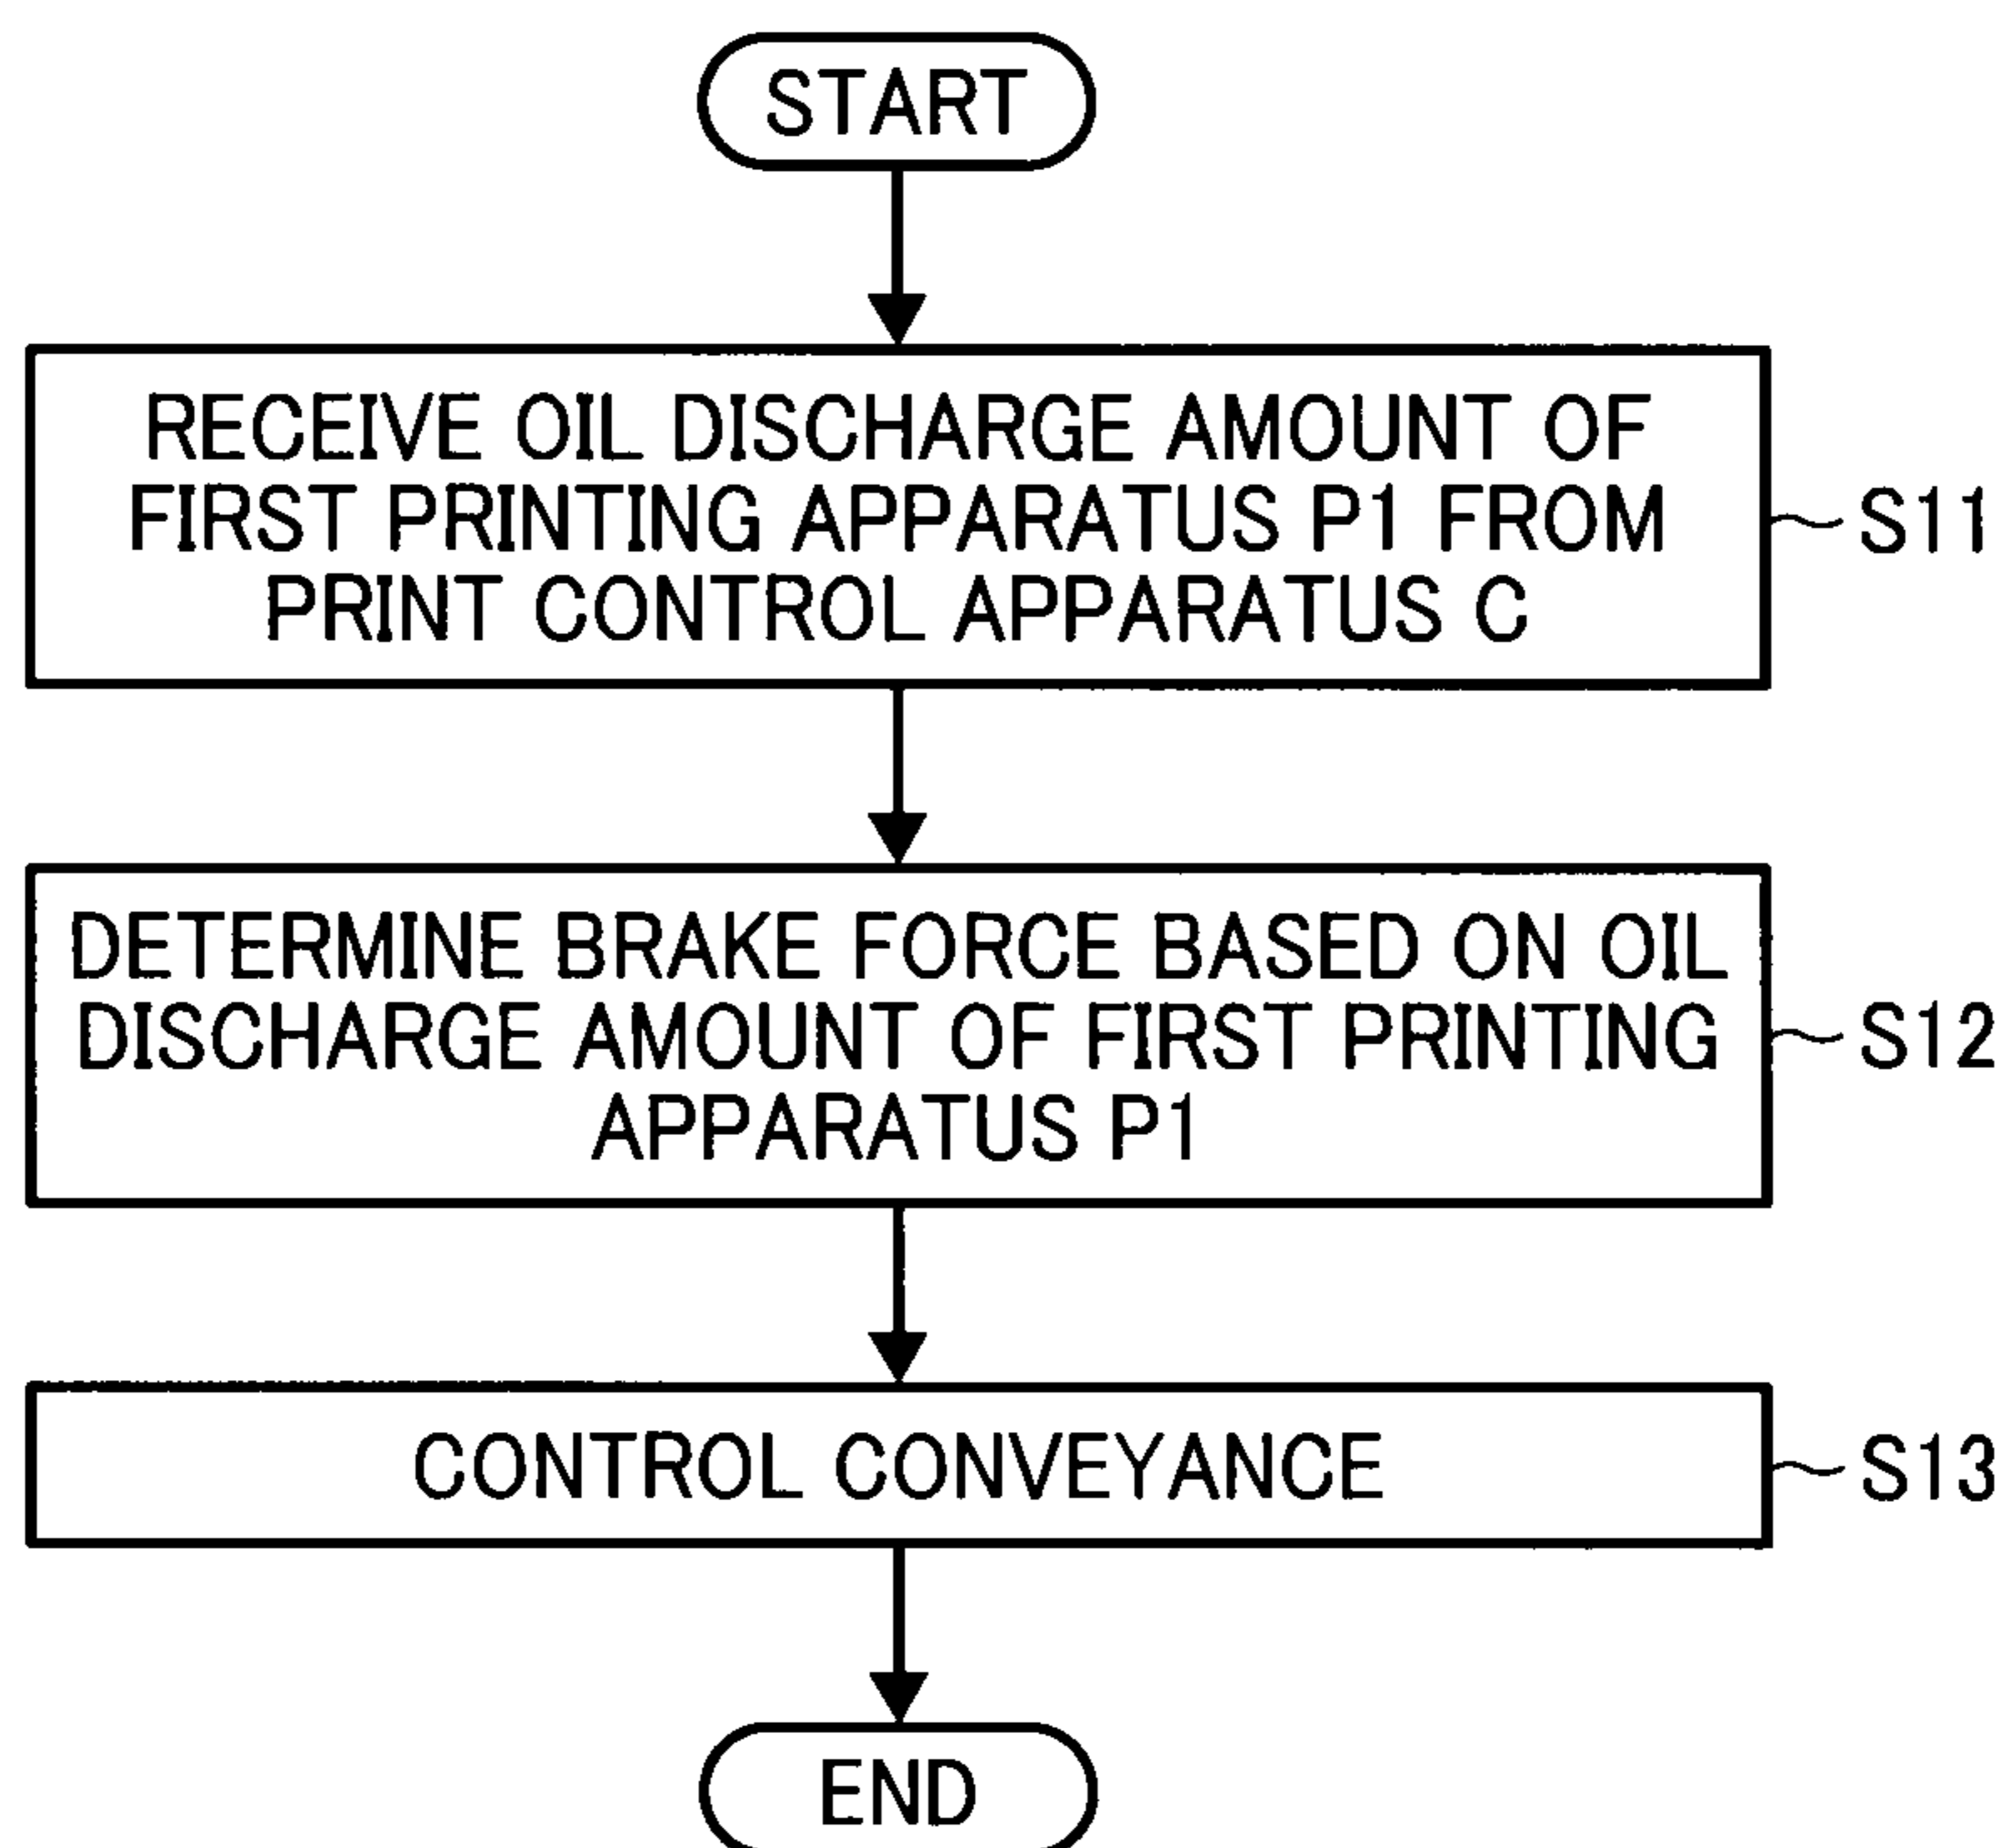 START
RECEIVE OIL DISCHARGE AMOUNT OF
FIRST PRINTING APPARATUS P1 FROM
PRINT CONTROL APPARATUS C
S11
DETERMINE BRAKE FORCE BASED ON OIL
DISCHARGE AMOUNT OF FIRST PRINTING
APPARATUS P1
S12
CONTROL CONVEYANCE
S13
END